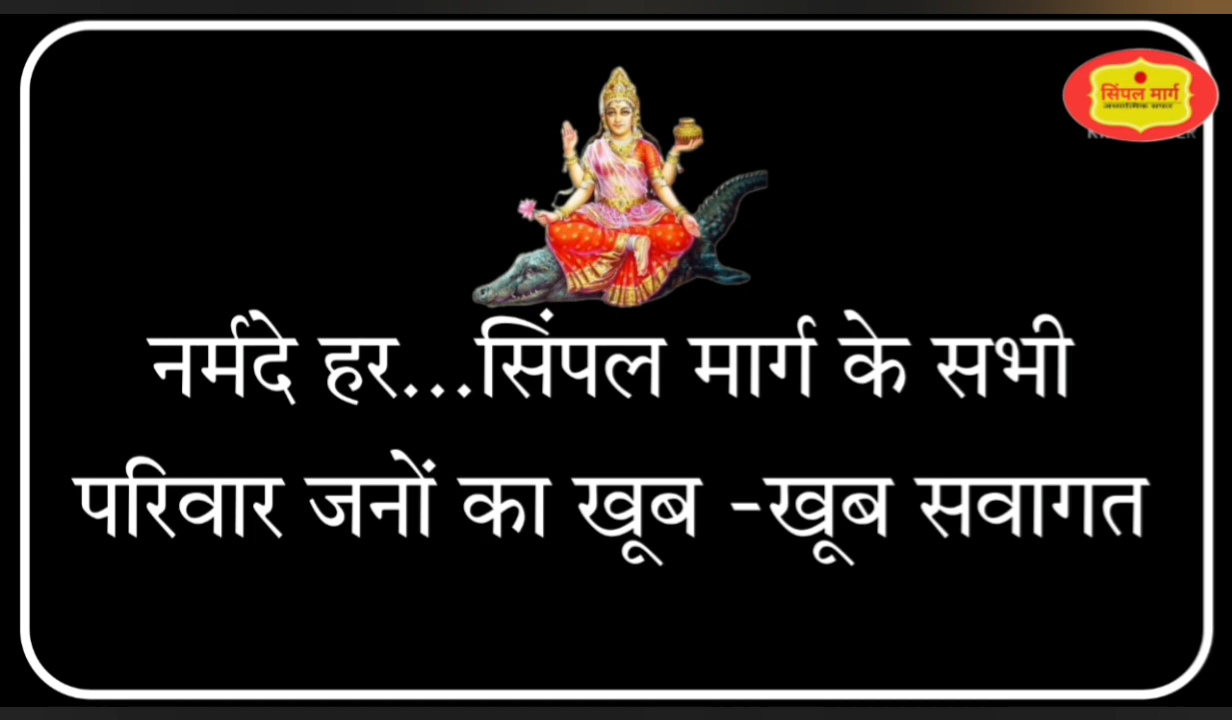 सिंपल मार्ग
नर्मदे हर...सिंपल मार्ग के सभी
परिवार जनों का खूब -खूब सवागत